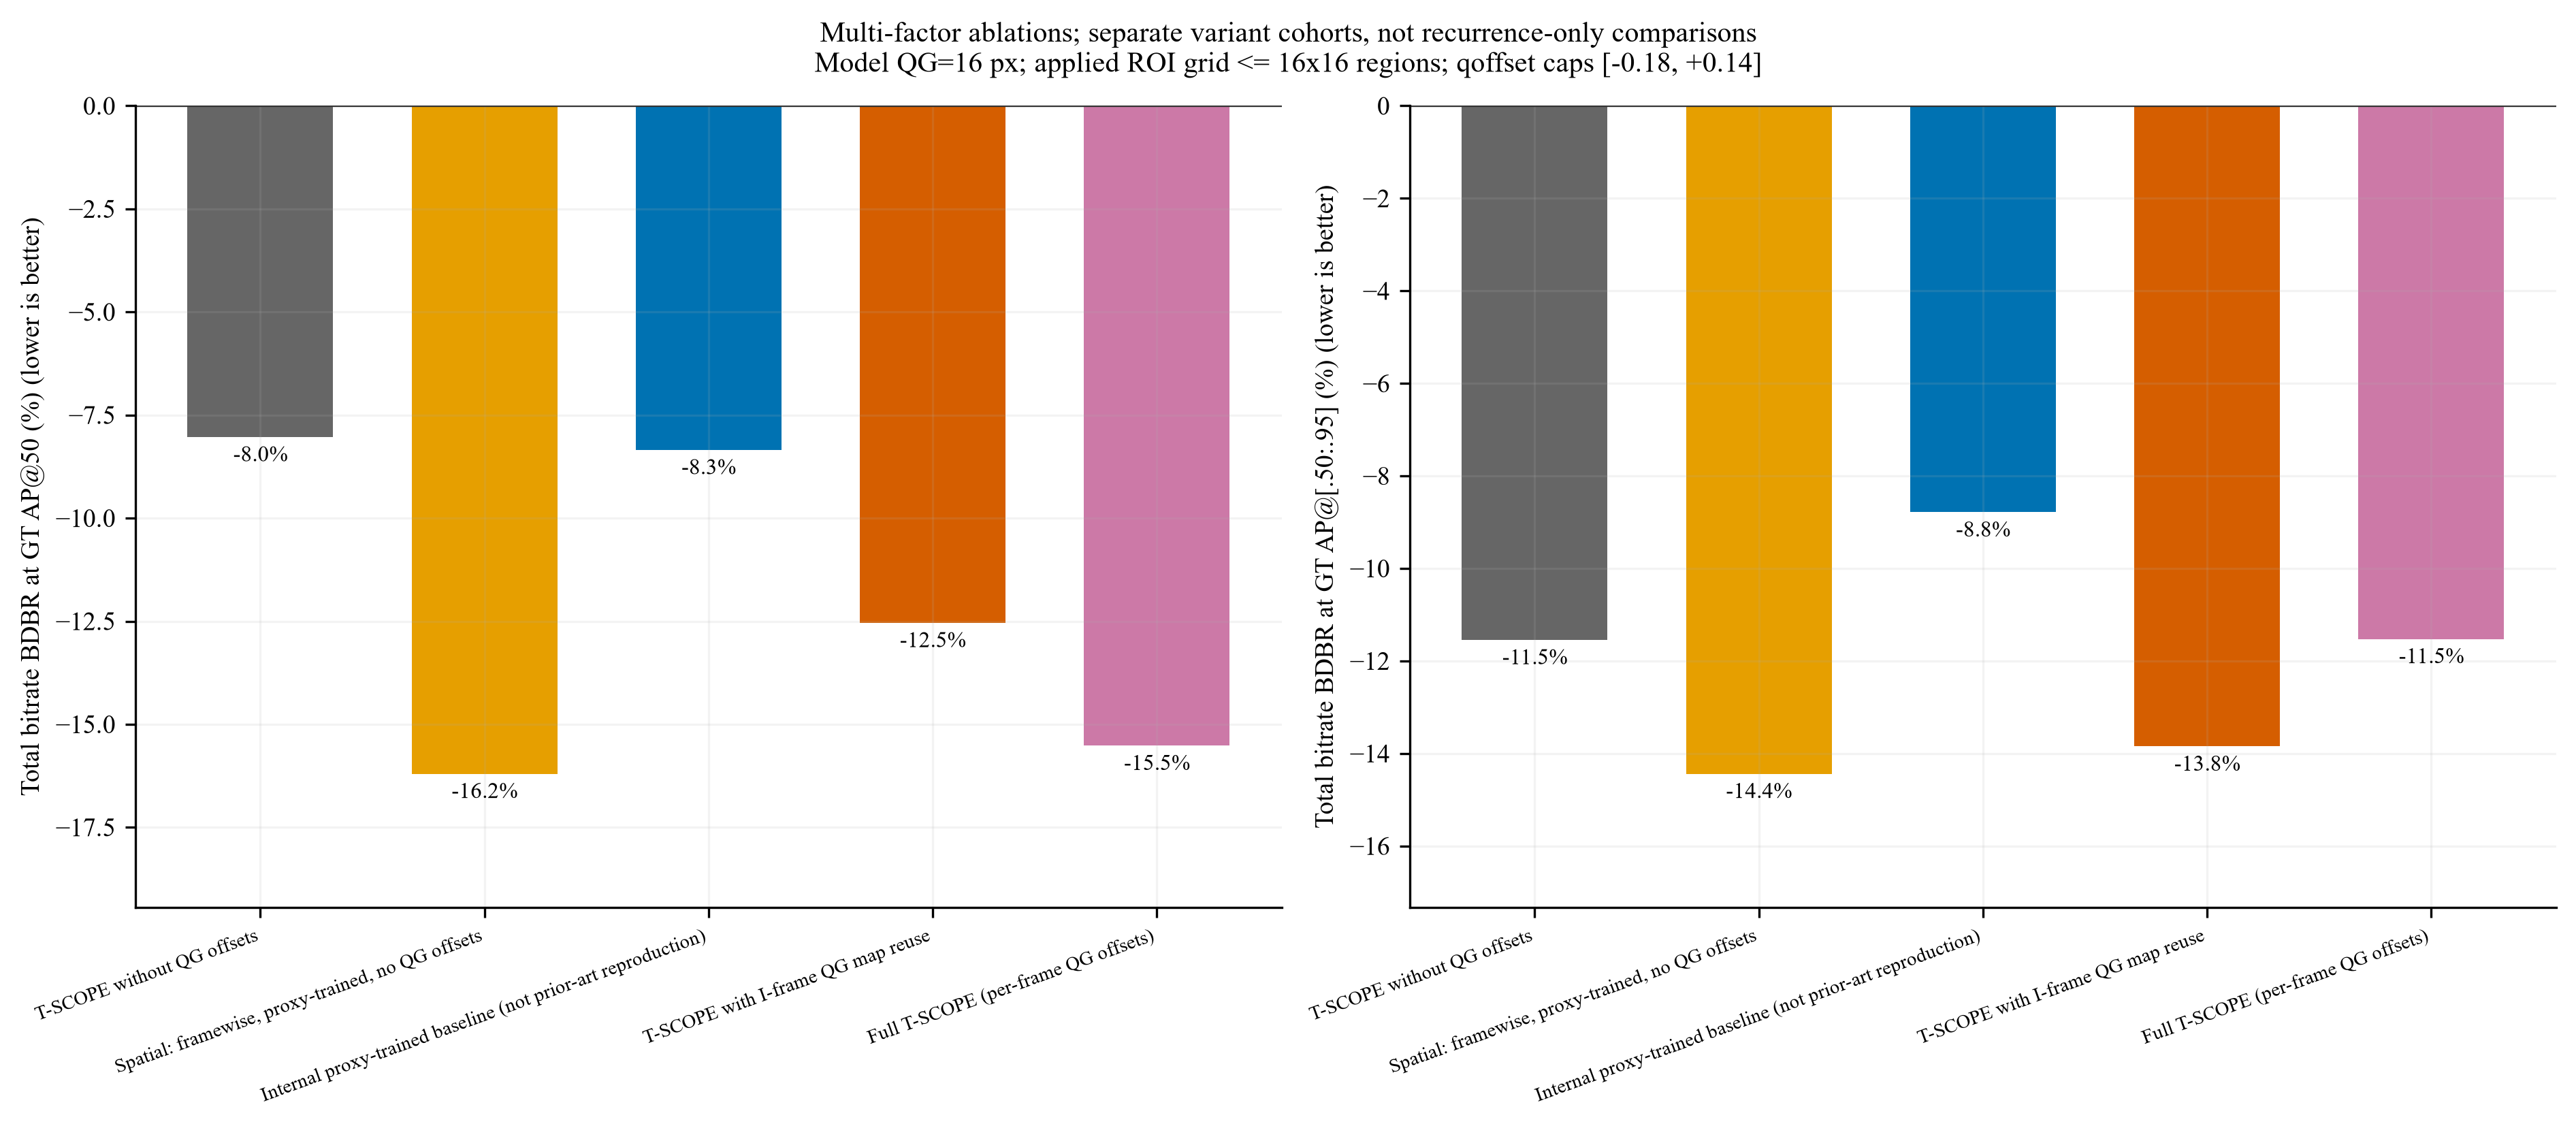 Multi-factor ablations; separate variant cohorts, not recurrence-only comparisons
Model QG=16 px; applied ROI grid <= 16x16 regions; qoffset caps [-0.18, +0.14]
Total bitrate BDBR at GT AP@50 (%) (lower is better)
0.0
−2.5
−5.0
−7.5
−10.0
−12.5
−15.0
−17.5
-8.0%
-16.2%
-8.3%
-12.5%
-15.5%
T-SCOPE without QG offsets
Spatial: framewise, proxy-trained, no QG offsets
Internal proxy-trained baseline (not prior-art reproduction)
T-SCOPE with I-frame QG map reuse
Full T-SCOPE (per-frame QG offsets)
Total bitrate BDBR at GT AP@[.50:.95] (%) (lower is better)
0
−2
−4
−6
−8
−10
−12
−14
−16
-11.5%
-14.4%
-8.8%
-13.8%
-11.5%
T-SCOPE without QG offsets
Spatial: framewise, proxy-trained, no QG offsets
Internal proxy-trained baseline (not prior-art reproduction)
T-SCOPE with I-frame QG map reuse
Full T-SCOPE (per-frame QG offsets)